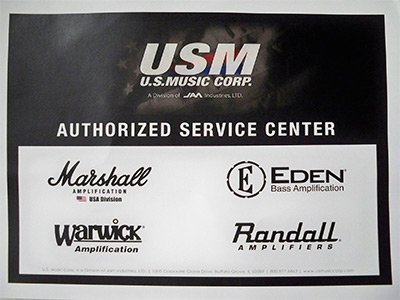 USM
U.S. MUSIC CORP.
A Division of JAM Industries, LTD.
AUTHORIZED SERVICE CENTER
Marshall
AMPLIFICATION
USA Division
E EDEN®
Bass Amplification
Warwick®
Amplification
Randall®
AMPLIFIERS